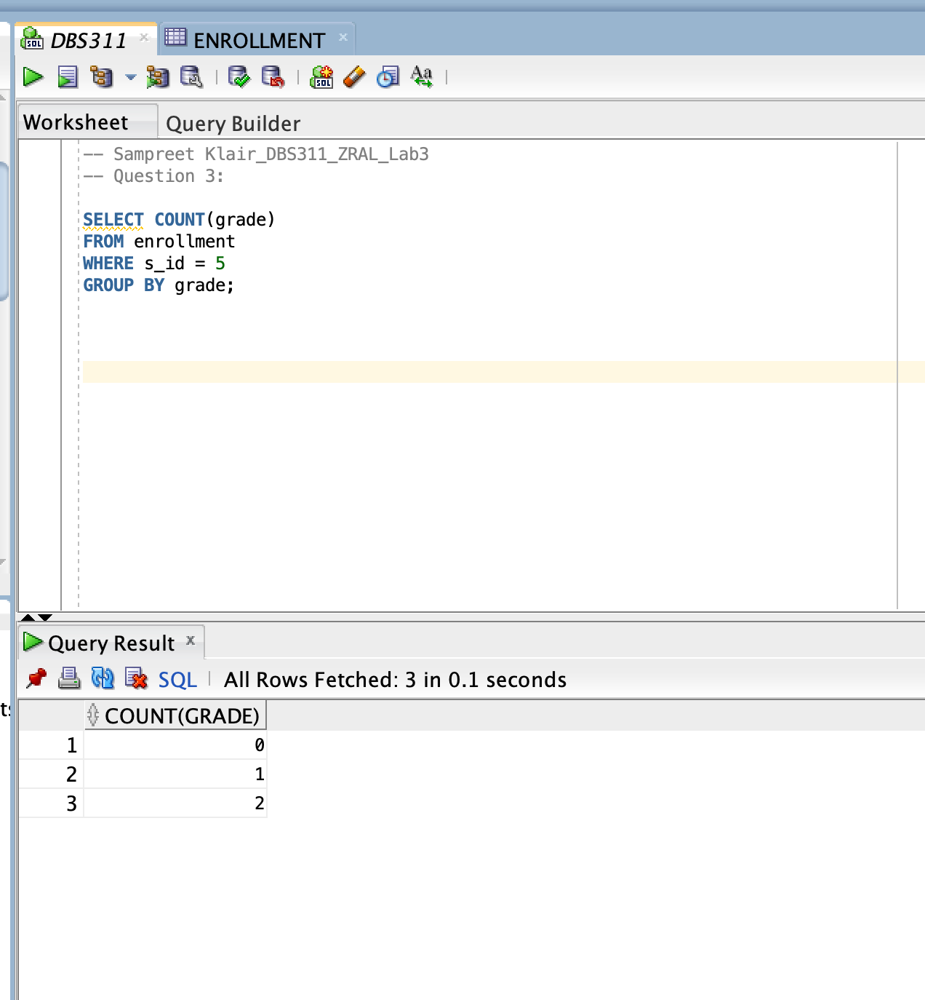 DBS311 ENROLLMENT
Worksheet Query Builder
-- Sampreet Klair_DBS311_ZRAL_Lab3
-- Question 3:
SELECT COUNT(grade)
FROM enrollment
WHERE s_id = 5
GROUP BY grade;
Query Result
SQL All Rows Fetched: 3 in 0.1 seconds
COUNT(GRADE)
1 0
2 1
3 2